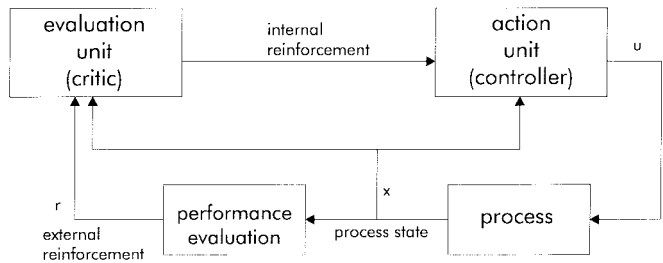 evaluation
unit
(critic)
internal
reinforcement
action
unit
(controller)
u
x
r
external
reinforcement
performance
evaluation
process state
process